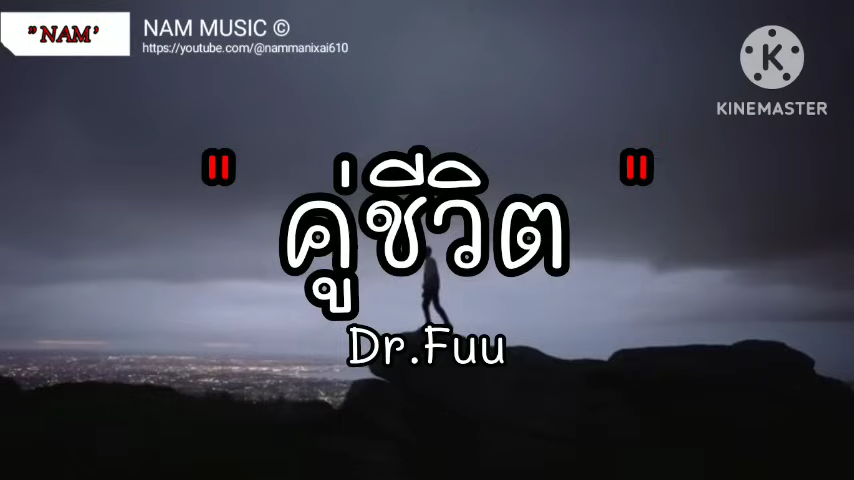 "NAM'
NAM MUSIC ©
https://youtube.com/@nammanixai610
KINEMASTER
" คู่ชีวิต "
Dr.Fuu